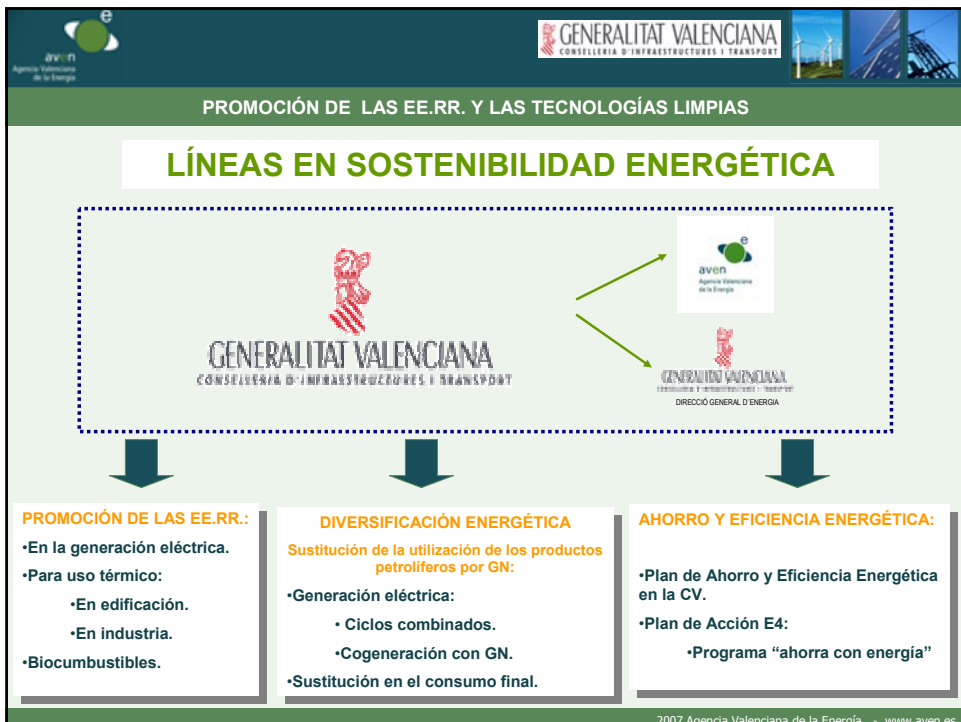 e
aven
Agencia Valenciana
de la Energía
GENERALITAT VALENCIANA
CONSELLERIA D'INFRAESTRUCTURES I TRANSPORT
PROMOCIÓN DE LAS EE.RR. Y LAS TECNOLOGÍAS LIMPIAS
LÍNEAS EN SOSTENIBILIDAD ENERGÉTICA
GENERALITAT VALENCIANA
CONSELLERIA D'INFRAESTRUCTURES I TRANSPORT
e
aven
Agencia Valenciana
de la Energía
GENERALITAT VALENCIANA
CONSELLERIA D'INFRAESTRUCTURES I TRANSPORT
DIRECCIÓ GENERAL D'ENERGIA
PROMOCIÓN DE LAS EE.RR.:
•En la generación eléctrica.
•Para uso térmico:
•En edificación.
•En industria.
•Biocumbustibles.
DIVERSIFICACIÓN ENERGÉTICA
Sustitución de la utilización de los productos
petrolíferos por GN:
•Generación eléctrica:
• Ciclos combinados.
•Cogeneración con GN.
•Sustitución en el consumo final.
AHORRO Y EFICIENCIA ENERGÉTICA:
•Plan de Ahorro y Eficiencia Energética
en la CV.
•Plan de Acción E4:
•Programa “ahorra con energía”
2007 Agencia Valenciana de la Energía - www.aven.es